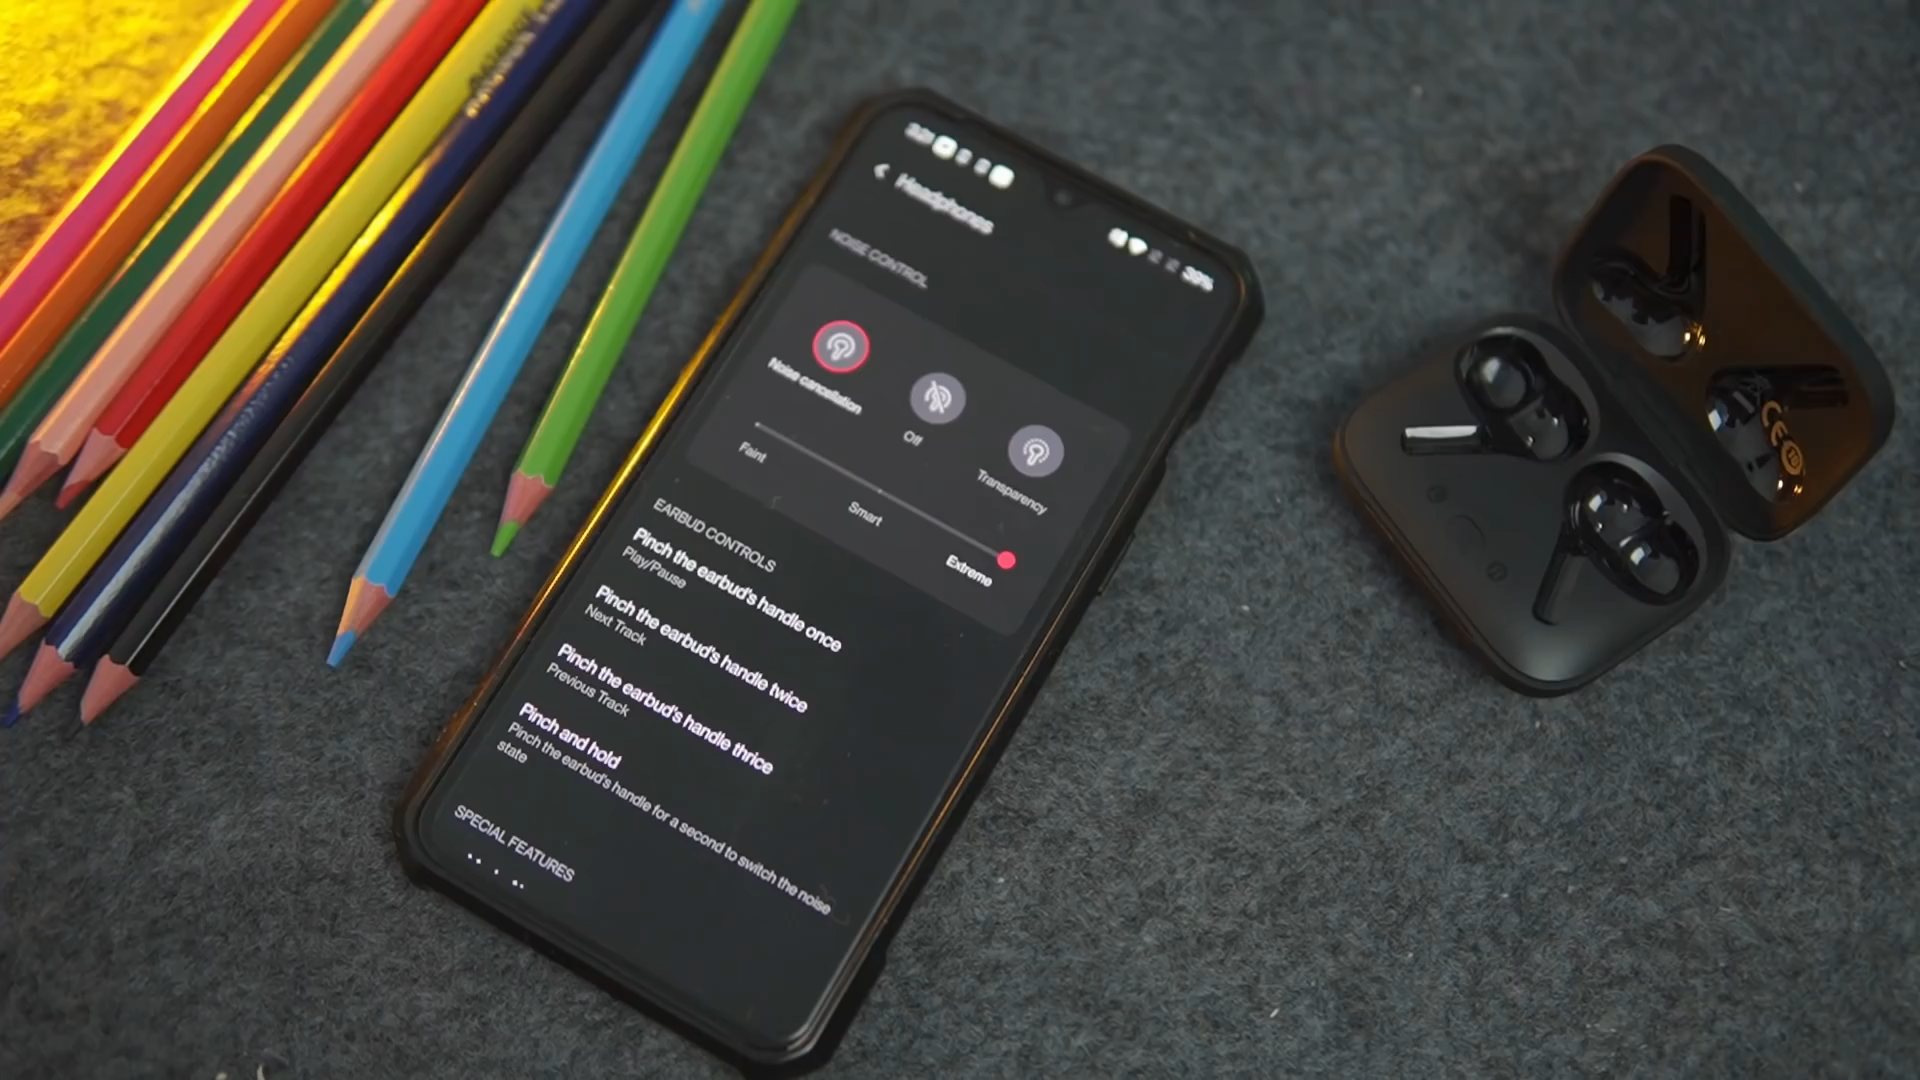 Headphones
NOISE CONTROL
Noise cancellation
Off
Transparency
Faint
Smart
Extreme
EARBUD CONTROLS
Pinch the earbud's handle once
Play/Pause
Pinch the earbud's handle twice
Next Track
Pinch the earbud's handle thrice
Previous Track
Pinch and hold
Pinch the earbud's handle for a second to switch the noise
state
SPECIAL FEATURES
CE